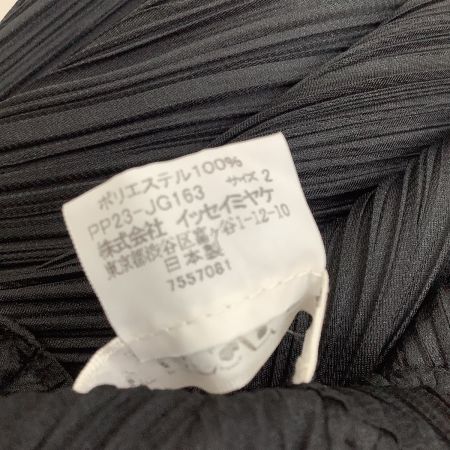 ポリエステル100%
PP23-JG163 サイズ 2
株式会社 イッセイミヤケ
東京都渋谷区富ヶ谷1-12-10
日本製
7557081